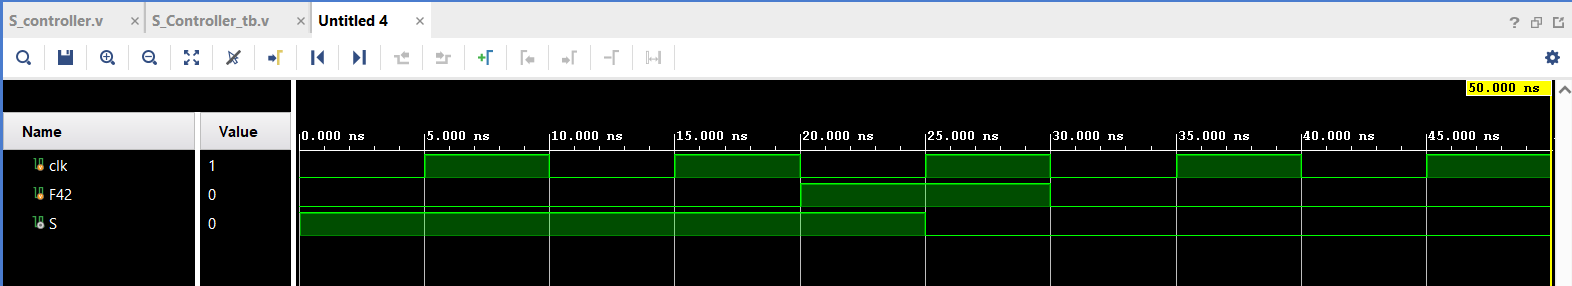 S_controller.v × S_Controller_tb.v × Untitled 4 × ?
50.000 ns
Name Value 0.000 ns 5.000 ns 10.000 ns 15.000 ns 20.000 ns 25.000 ns 30.000 ns 35.000 ns 40.000 ns 45.000 ns
clk 1
F42 0
S 0